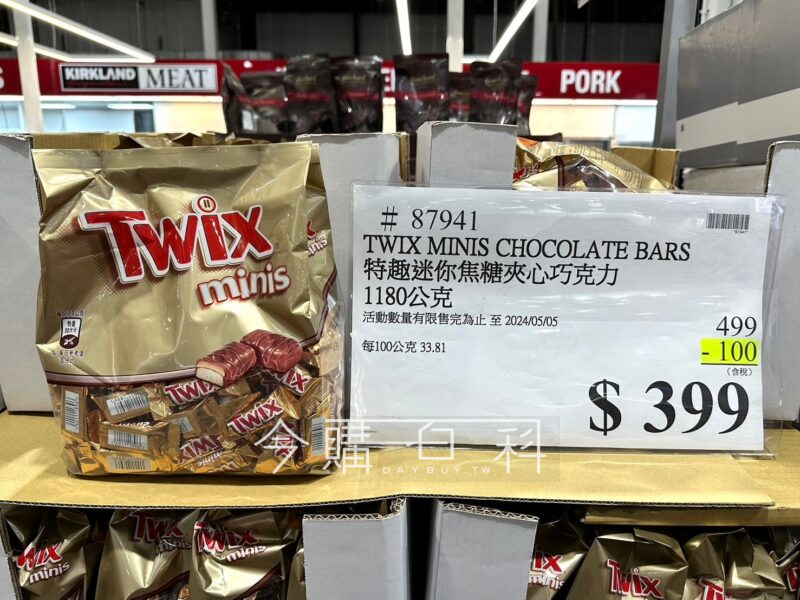 KIRKLAND MEAT
PORK
TWIX
minis
# 87941
TWIX MINIS CHOCOLATE BARS
特趣迷你焦糖夾心巧克力
1180公克
活動數量有限售完為止 至 2024/05/05
499
- 100
(含稅)
每100公克 33.81
$ 399
TWIX
TWIX
TWIX
今購百科
DAYBUY.TW
TWIX
minis
TWIX
minis
TWIX
minis
TWIX